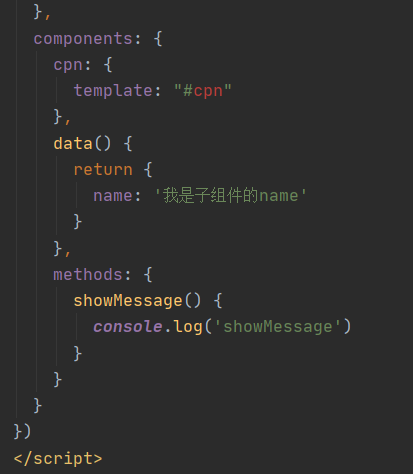 },
  components: {
    cpn: {
      template: "#cpn"
    },
    data() {
      return {
        name: '我是子组件的name'
      }
    },
    methods: {
      showMessage() {
        console.log('showMessage')
      }
    }
  }
})
</script>